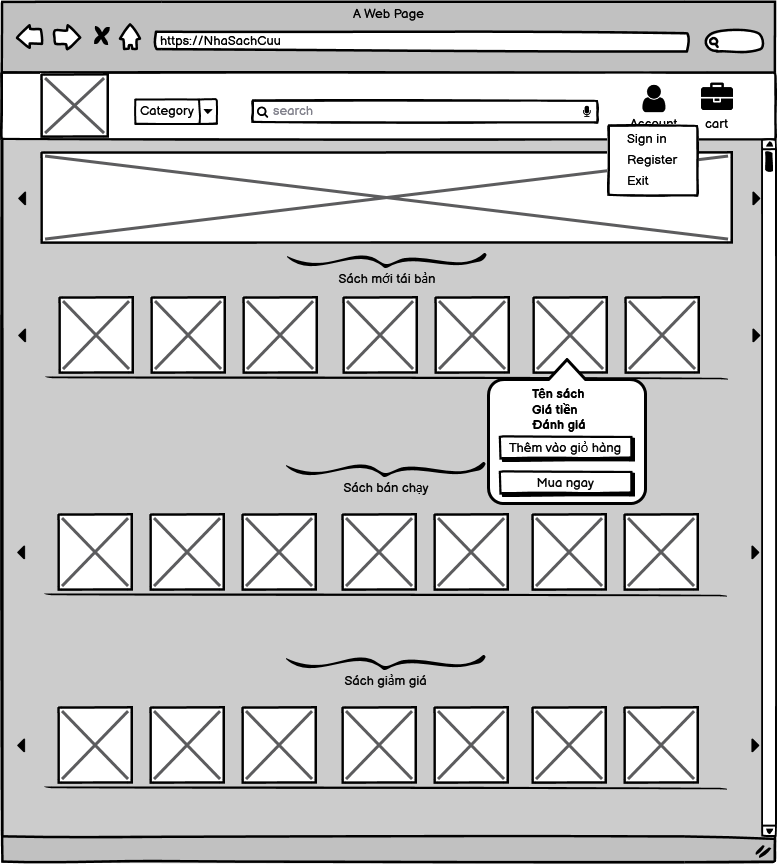 A Web Page
https://NhaSachCuu
Category
search
Account
cart
Sign in
Register
Exit
Sách mới tái bản
Tên sách
Giá tiền
Đánh giá
Thêm vào giỏ hàng
Mua ngay
Sách bán chạy
Sách giảm giá